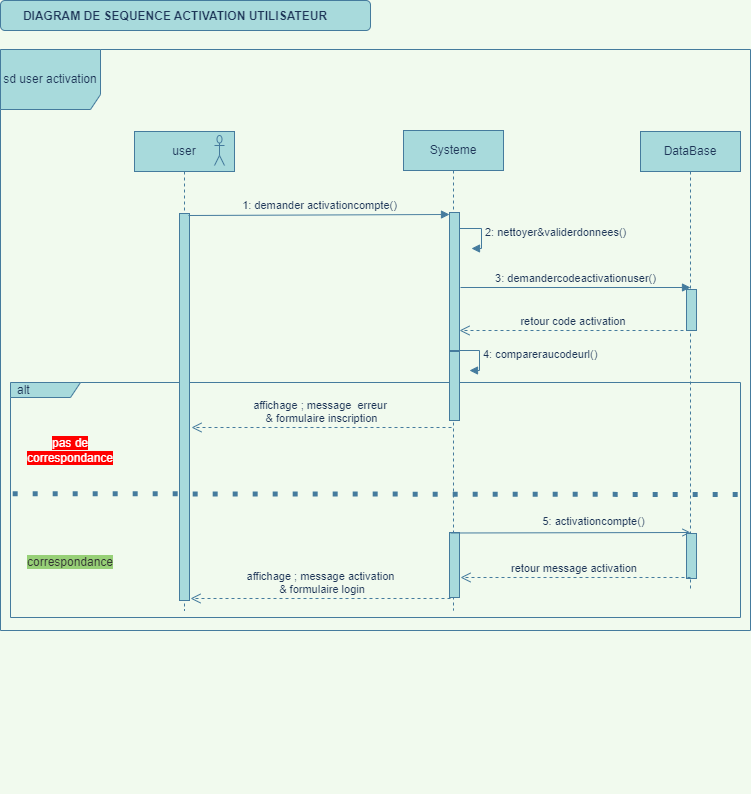 DIAGRAM DE SEQUENCE ACTIVATION UTILISATEUR
sd user activation
user
Systeme
DataBase
1: demander activationcompte()
2: nettoyer&validerdonnees()
3: demandercodeactivationuser()
retour code activation
4: compareraucodeurl()
alt
affichage ; message erreur
& formulaire inscription
pas de
correspondance
5: activationcompte()
correspondance
retour message activation
affichage ; message activation
& formulaire login